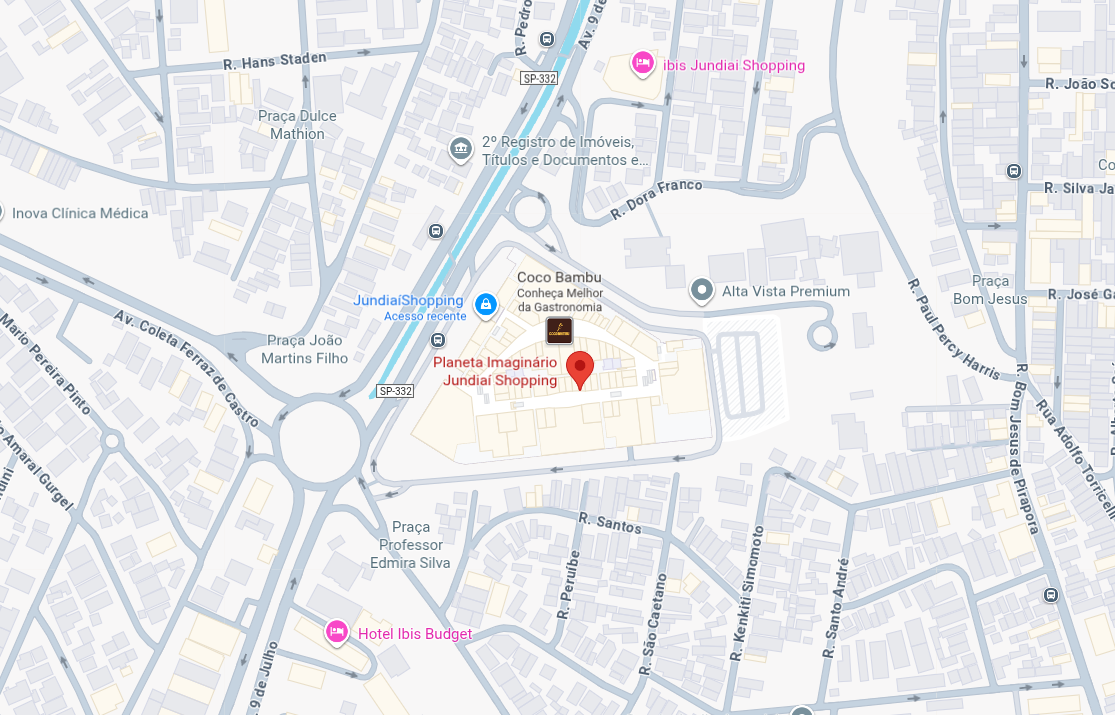 R. Pedro
Av. 9 de
R. Hans Staden
SP-332
ibis Jundiai Shopping
R. João So
Praça Dulce
Mathion
2º Registro de Imóveis,
Títulos e Documentos e...
Co
R. Silva Ja
R. Dora Franco
Inova Clínica Médica
Coco Bambu
Conheça Melhor
da Gastronomia
JundiaíShopping
Acesso recente
Alta Vista Premium
Praça
Bom Jesus
R. José Ga
R. Paul Percy Harris
Av. Coleta Ferraz de Castro
Mario Pereira Pinto
Praça João
Martins Filho
Planeta Imaginário
Jundiaí Shopping
SP-332
R. Bom Jesus de Pirapora
Rua Adolfo Torricell
Amaral Gurgel
R. Santos
Praça
Professor
Edmira Silva
R. Peruíbe
R. São Caetano
R. Kenkiti Simomoto
R. Santo André
Hotel Ibis Budget
9 de Julho